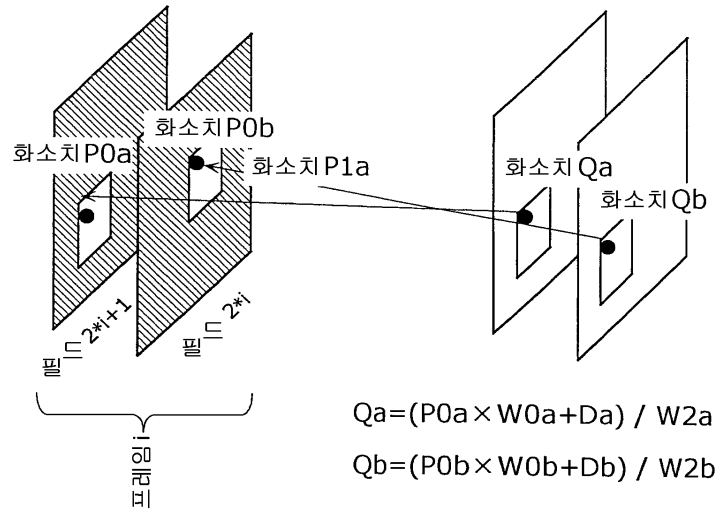 화소치P0b
화소치P0a
화소치P1a
화소치Qa
화소치Qb
필드2*i+1
필드2*i
프레임i
Qa=(P0a×W0a+Da) / W2a
Qb=(P0b×W0b+Db) / W2b